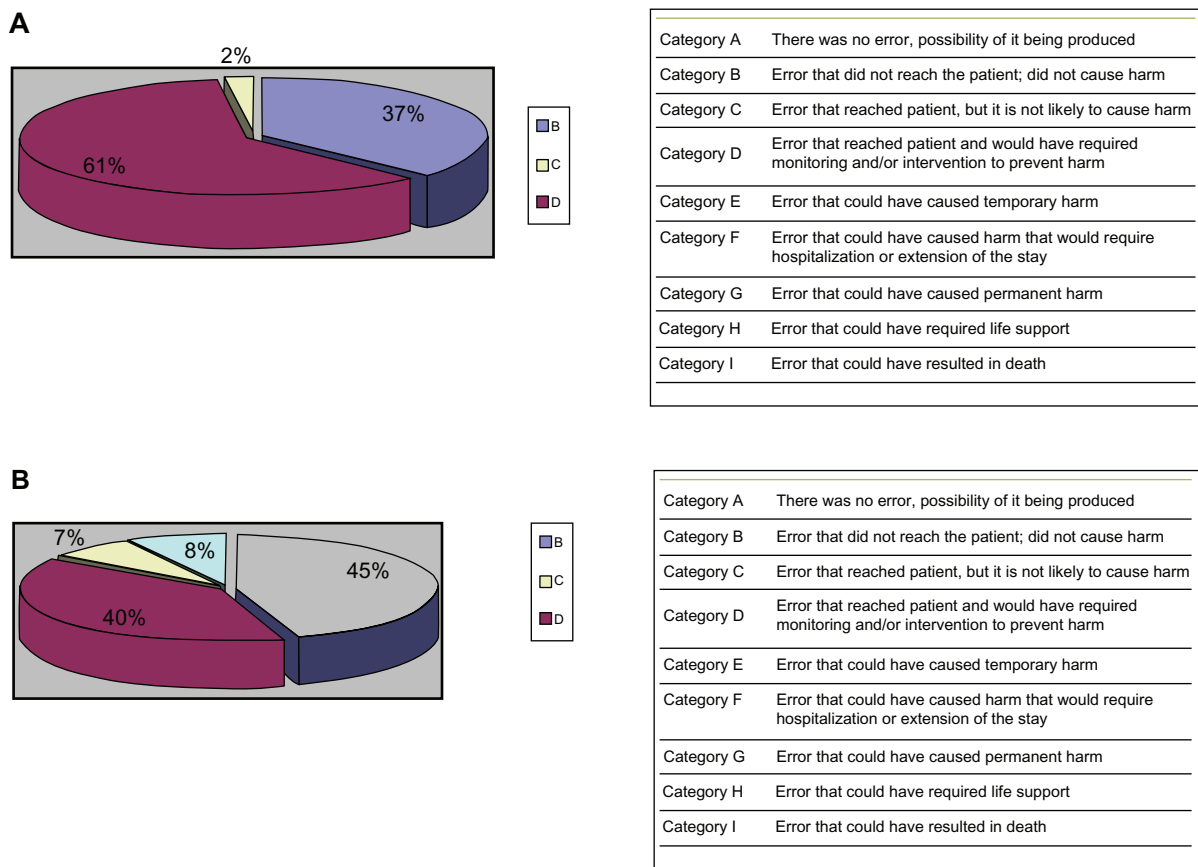 A
2%
37%
61%
B
C
D
Category A There was no error, possibility of it being produced
Category B Error that did not reach the patient; did not cause harm
Category C Error that reached patient, but it is not likely to cause harm
Category D Error that reached patient and would have required
monitoring and/or intervention to prevent harm
Category E Error that could have caused temporary harm
Category F Error that could have caused harm that would require
hospitalization or extension of the stay
Category G Error that could have caused permanent harm
Category H Error that could have required life support
Category I Error that could have resulted in death
B
7%
8%
45%
40%
B
C
D
Category A There was no error, possibility of it being produced
Category B Error that did not reach the patient; did not cause harm
Category C Error that reached patient, but it is not likely to cause harm
Category D Error that reached patient and would have required
monitoring and/or intervention to prevent harm
Category E Error that could have caused temporary harm
Category F Error that could have caused harm that would require
hospitalization or extension of the stay
Category G Error that could have caused permanent harm
Category H Error that could have required life support
Category I Error that could have resulted in death